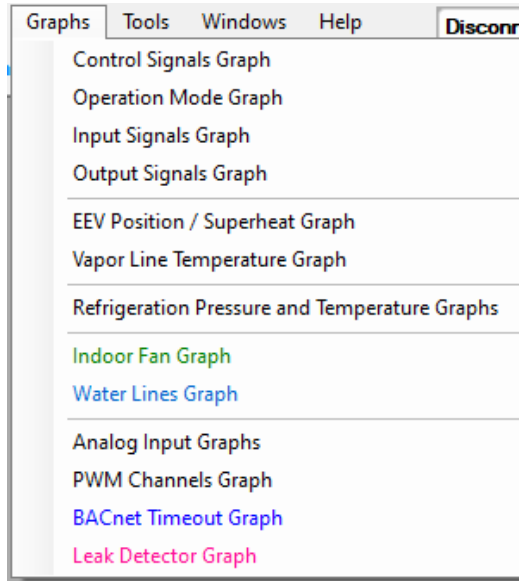 Graphs Tools Windows Help
Control Signals Graph
Operation Mode Graph
Input Signals Graph
Output Signals Graph
EEV Position / Superheat Graph
Vapor Line Temperature Graph
Refrigeration Pressure and Temperature Graphs
Indoor Fan Graph
Water Lines Graph
Analog Input Graphs
PWM Channels Graph
BACnet Timeout Graph
Leak Detector Graph